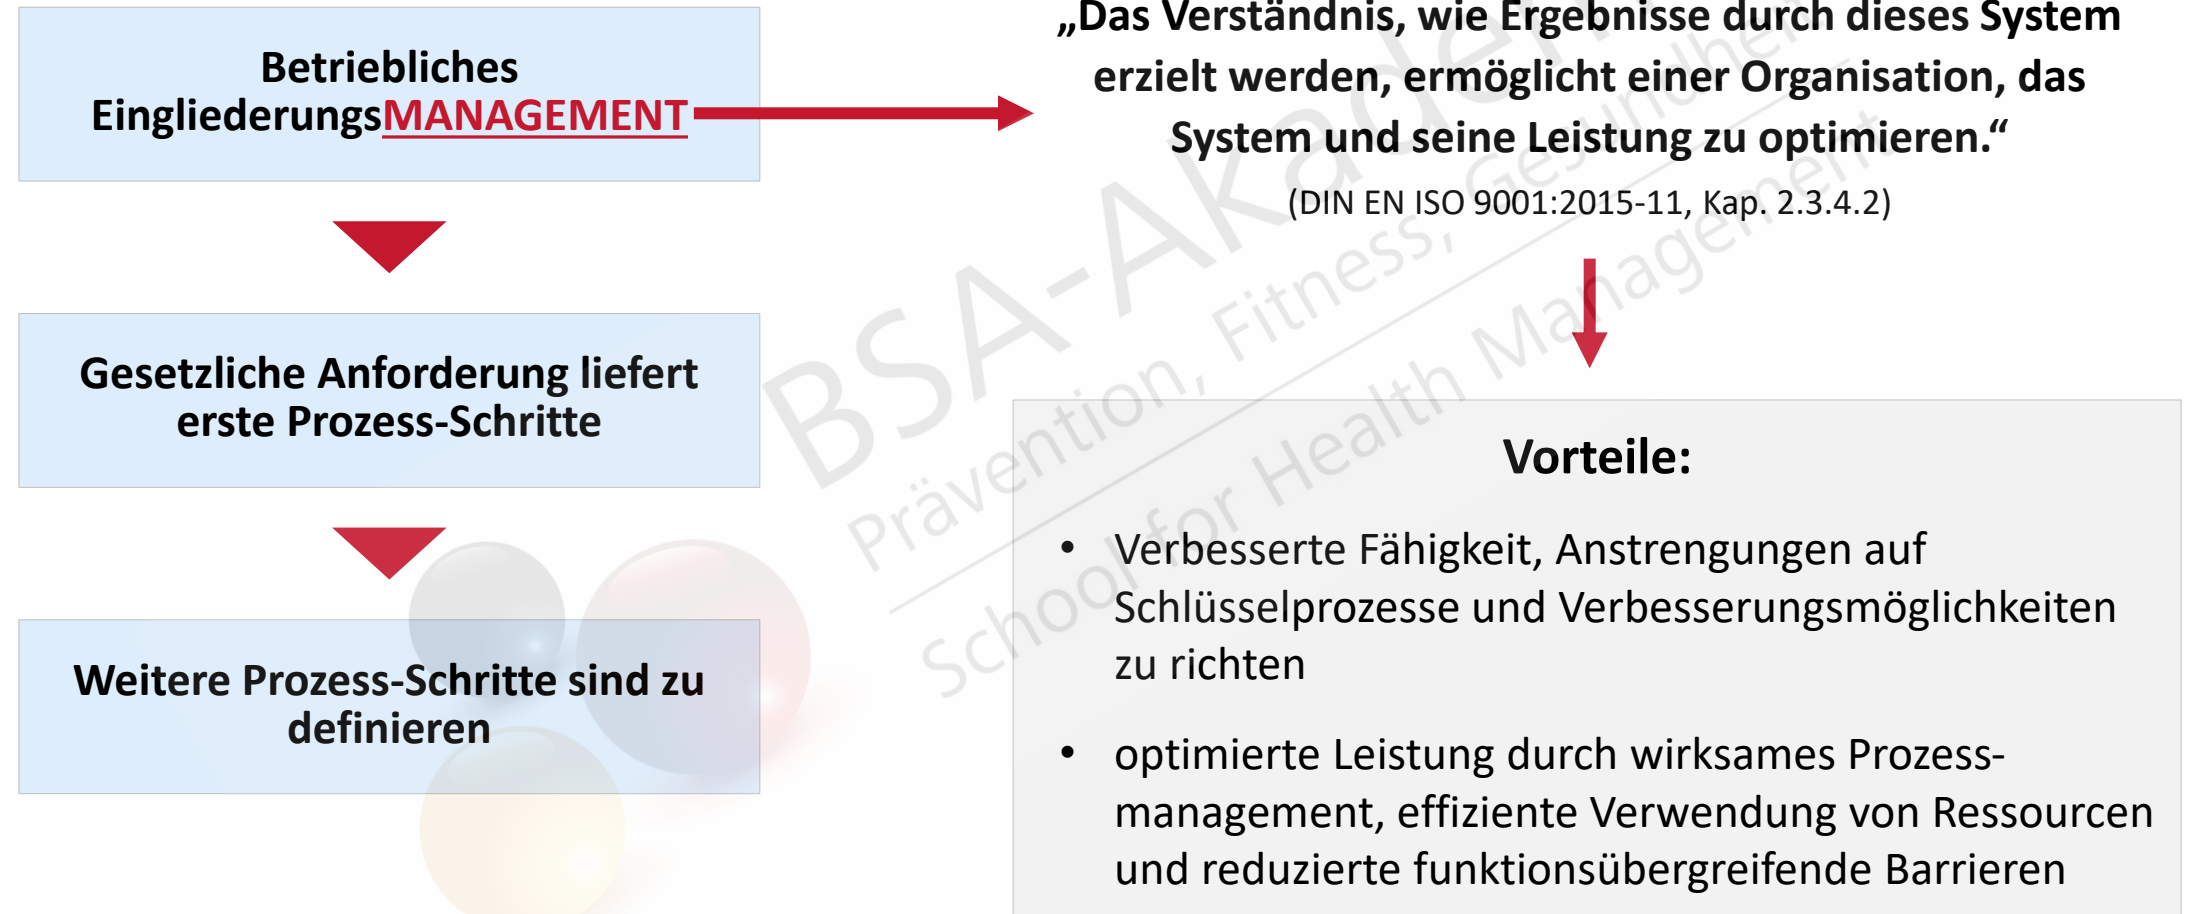 Betriebliches
EingliederungsMANAGEMENT
Gesetzliche Anforderung liefert
erste Prozess-Schritte
Weitere Prozess-Schritte sind zu
definieren
„Das Verständnis, wie Ergebnisse durch dieses System
erzielt werden, ermöglicht einer Organisation, das
System und seine Leistung zu optimieren.“
(DIN EN ISO 9001:2015-11, Kap. 2.3.4.2)
Vorteile:
• Verbesserte Fähigkeit, Anstrengungen auf
Schlüsselprozesse und Verbesserungsmöglichkeiten
zu richten
• optimierte Leistung durch wirksames Prozess-
management, effiziente Verwendung von Ressourcen
und reduzierte funktionsübergreifende Barrieren
BSA-Akadem
Prävention, Fitness, Gesundheit
School for Health Management